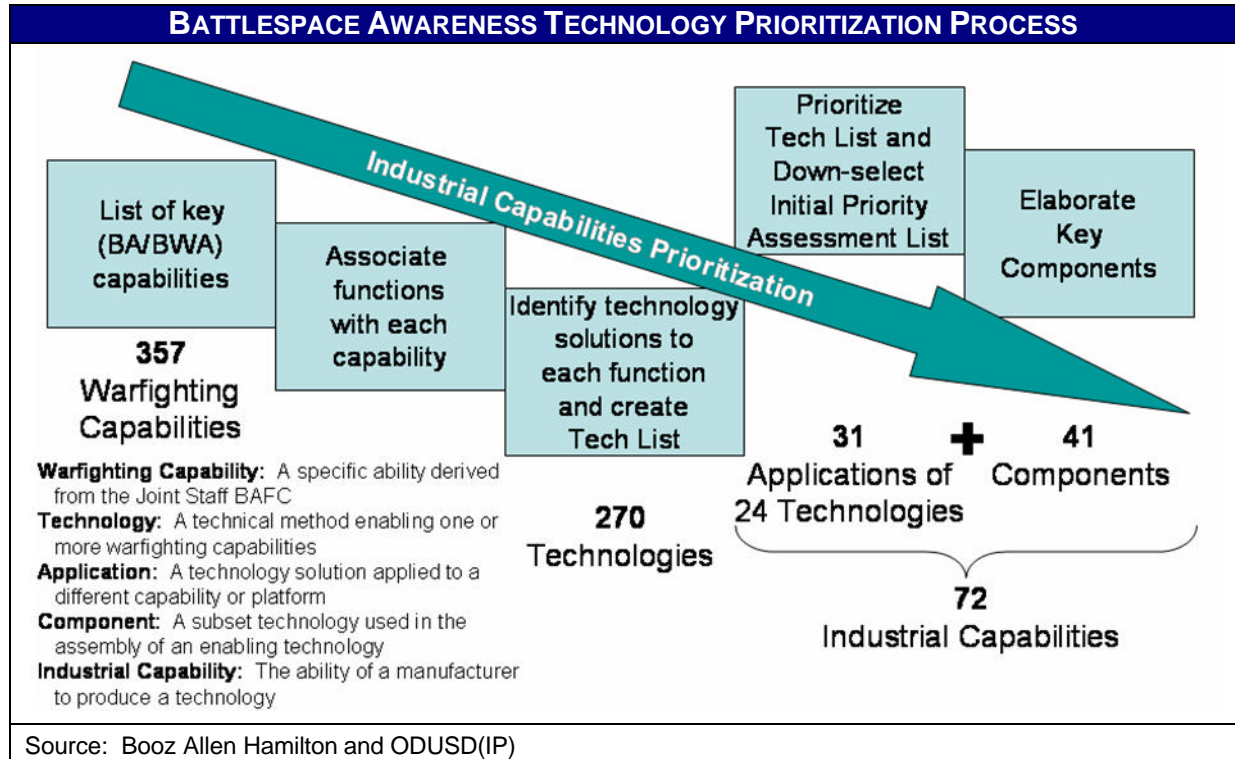 BATTLESPACE AWARENESS TECHNOLOGY PRIORITIZATION PROCESS
Industrial Capabilities Prioritization
List of key
(BA/BWA)
capabilities
357
Warfighting
Capabilities
Associate
functions
with each
capability
Identify technology
solutions to
each function
and create
Tech List
270
Technologies
Prioritize
Tech List and
Down-select
Initial Priority
Assessment List
Elaborate
Key
Components
31
Applications of
24 Technologies
+
41
Components
72
Industrial Capabilities
Warfighting Capability: A specific ability derived
from the Joint Staff BAFC
Technology: A technical method enabling one or
more warfighting capabilities
Application: A technology solution applied to a
different capability or platform
Component: A subset technology used in the
assembly of an enabling technology
Industrial Capability: The ability of a manufacturer
to produce a technology
Source: Booz Allen Hamilton and ODUSD(IP)